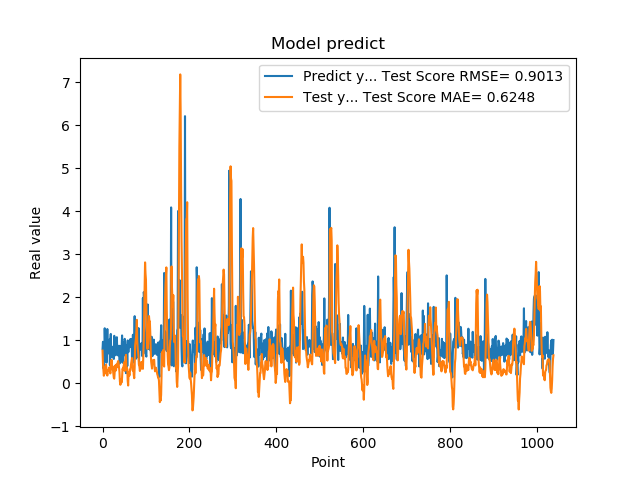 Model predict
Predict y... Test Score RMSE= 0.9013
Test y... Test Score MAE= 0.6248
7
6
5
4
3
2
1
0
−1
Real value
0 200 400 600 800 1000
Point